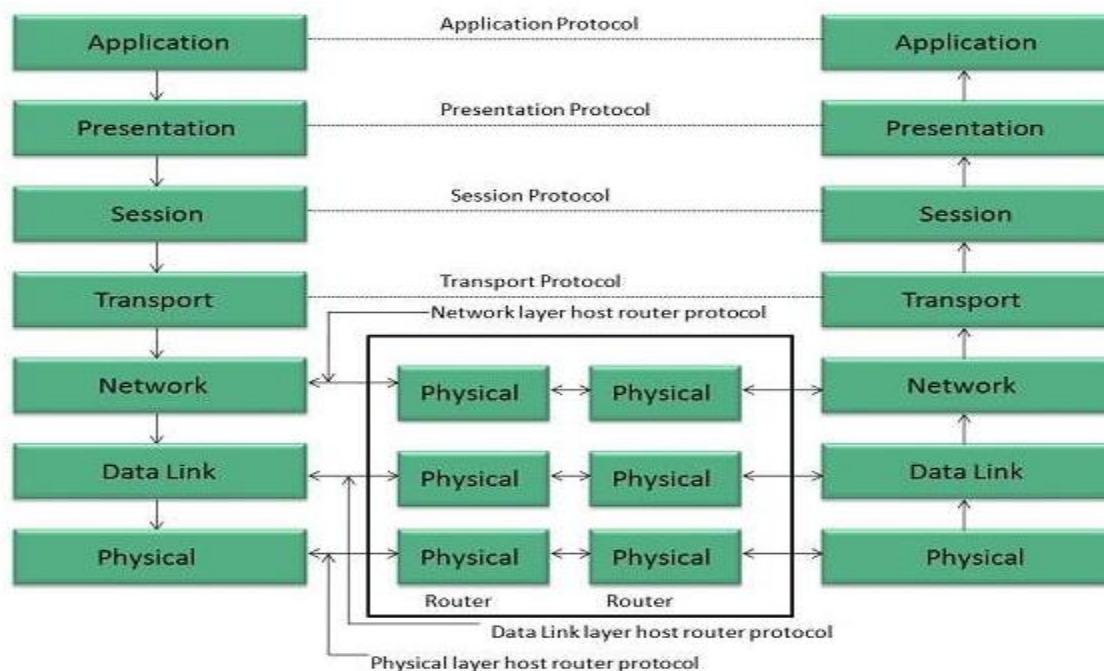 Application Application Protocol Application
Presentation Presentation Protocol Presentation
Session Session Protocol Session
Transport Transport Protocol Transport
Network layer host router protocol
Network Physical Physical Network
Data Link Physical Physical Data Link
Physical Physical Physical Physical
Router Router
Data Link layer host router protocol
Physical layer host router protocol